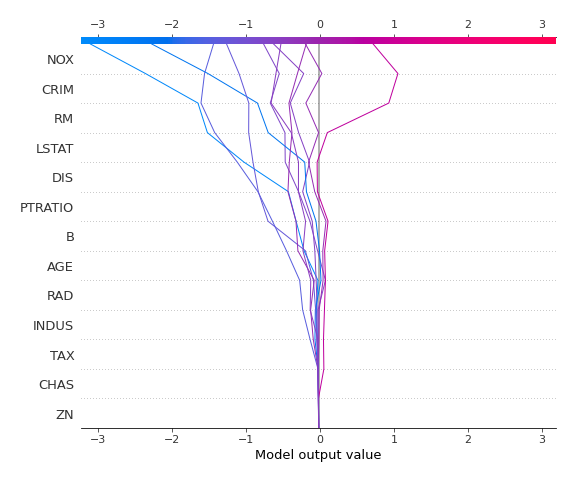 −3 −2 −1 0 1 2 3
NOX
CRIM
RM
LSTAT
DIS
PTRATIO
B
AGE
RAD
INDUS
TAX
CHAS
ZN
−3 −2 −1 0 1 2 3
Model output value